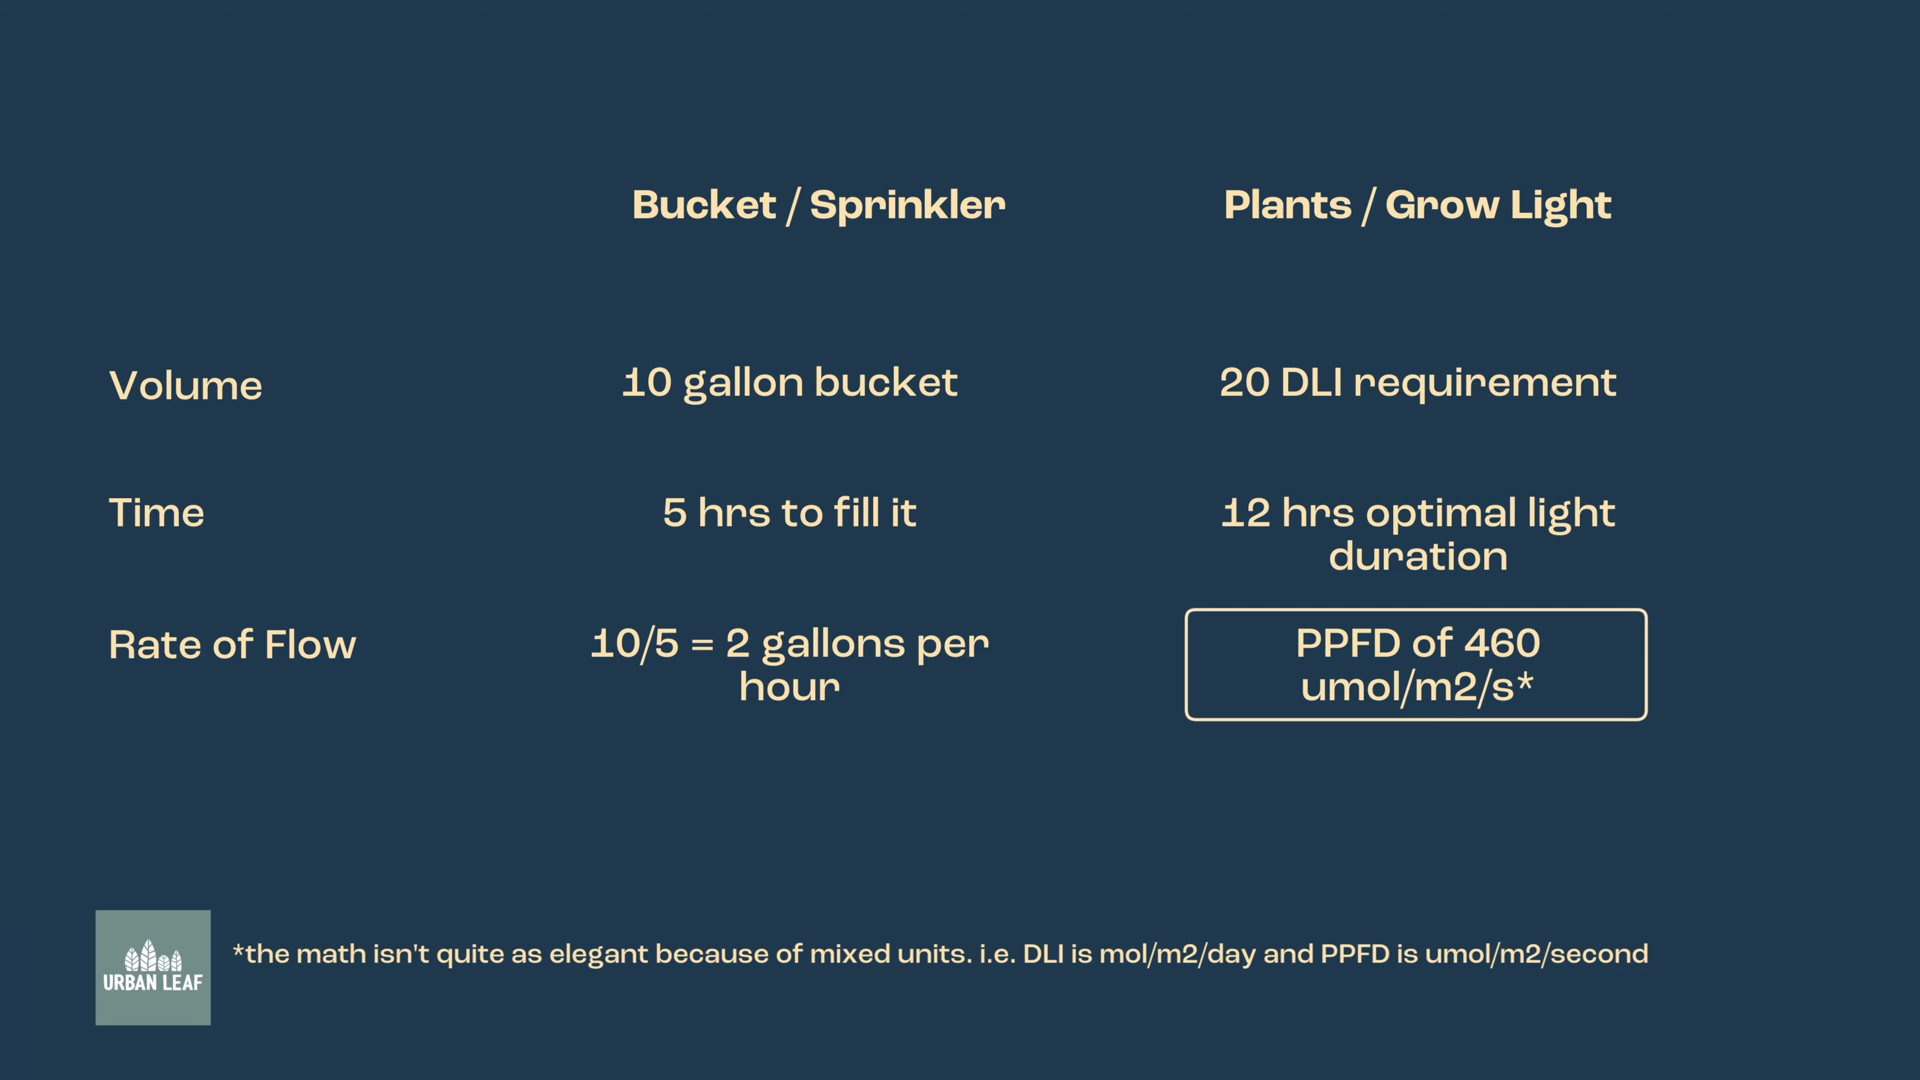 Bucket / Sprinkler
Plants / Grow Light
Volume
10 gallon bucket
20 DLI requirement
Time
5 hrs to fill it
12 hrs optimal light
duration
Rate of Flow
10/5 = 2 gallons per
hour
PPFD of 460
umol/m2/s*
URBAN LEAF
*the math isn't quite as elegant because of mixed units. i.e. DLI is mol/m2/day and PPFD is umol/m2/second